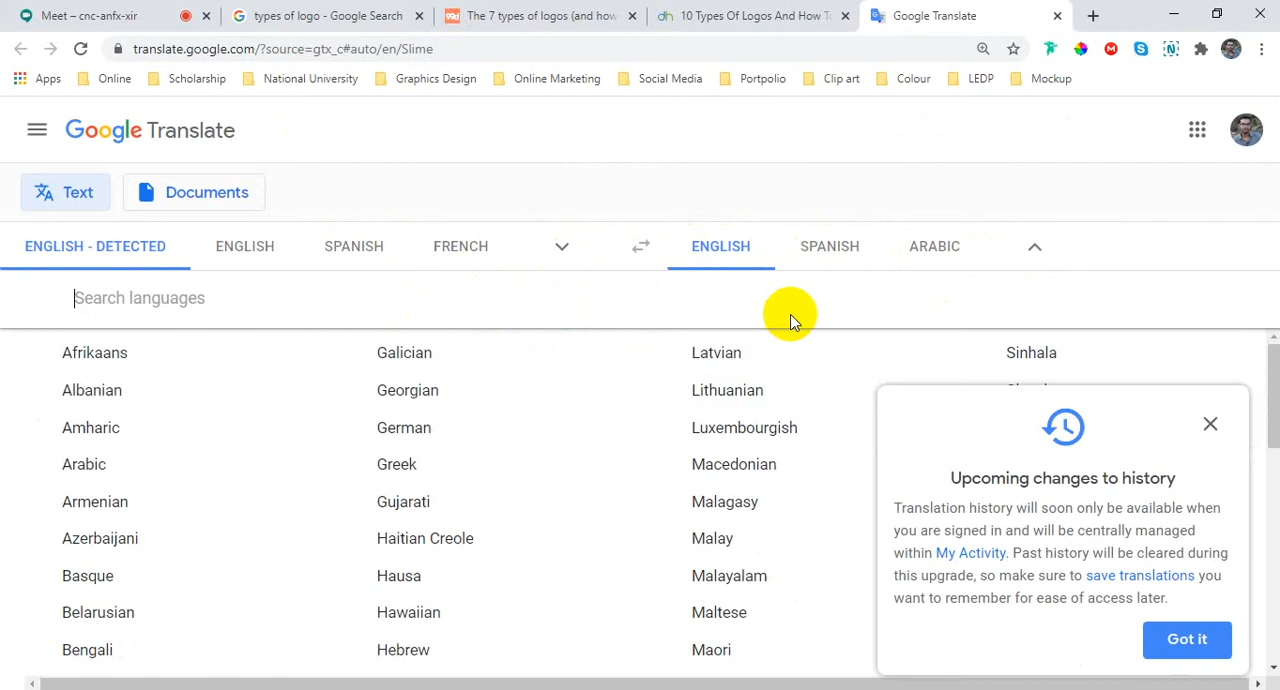 Meet – cnc-anfx-xir
types of logo - Google Search
99d The 7 types of logos (and how
dh 10 Types Of Logos And How To
Google Translate
translate.google.com/?source=gtx_c#auto/en/Slime
Apps Online Scholarship National University Graphics Design Online Marketing Social Media Portpolio Clip art Colour LEDP Mockup
Google Translate
Text Documents
ENGLISH - DETECTED ENGLISH SPANISH FRENCH ENGLISH SPANISH ARABIC
Search languages
Afrikaans Galician Latvian Sinhala
Albanian Georgian Lithuanian
Amharic German Luxembourgish
Arabic Greek Macedonian
Armenian Gujarati Malagasy
Azerbaijani Haitian Creole Malay
Basque Hausa Malayalam
Belarusian Hawaiian Maltese
Bengali Hebrew Maori
Upcoming changes to history
Translation history will soon only be available when
you are signed in and will be centrally managed
within My Activity. Past history will be cleared during
this upgrade, so make sure to save translations you
want to remember for ease of access later.
Got it